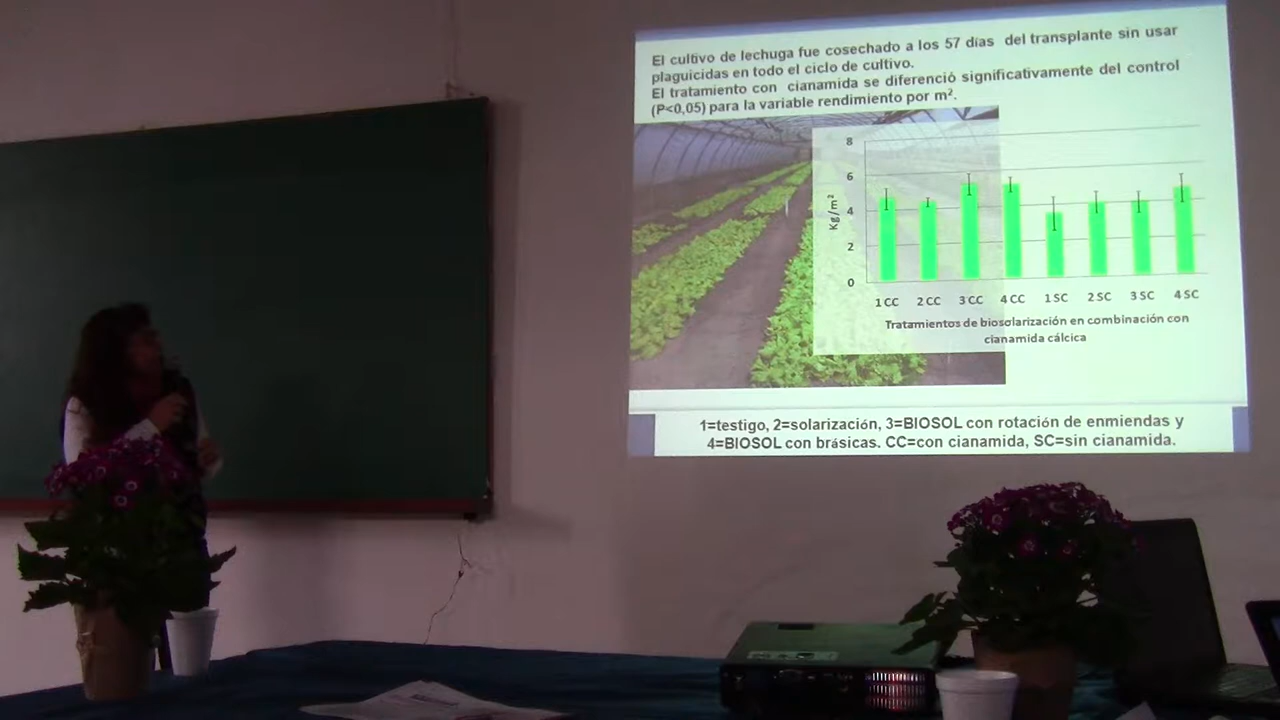 El cultivo de lechuga fue cosechado a los 57 días del transplante sin usar
plaguicidas en todo el ciclo de cultivo.
El tratamiento con cianamida se diferenció significativamente del control
(P<0,05) para la variable rendimiento por m².
8
6
4
2
0
Kg/m²
1 CC 2 CC 3 CC 4 CC 1 SC 2 SC 3 SC 4 SC
Tratamientos de biosolarización en combinación con
cianamida cálcica
1=testigo, 2=solarización, 3=BIOSOL con rotación de enmiendas y
4=BIOSOL con brásicas. CC=con cianamida, SC=sin cianamida.